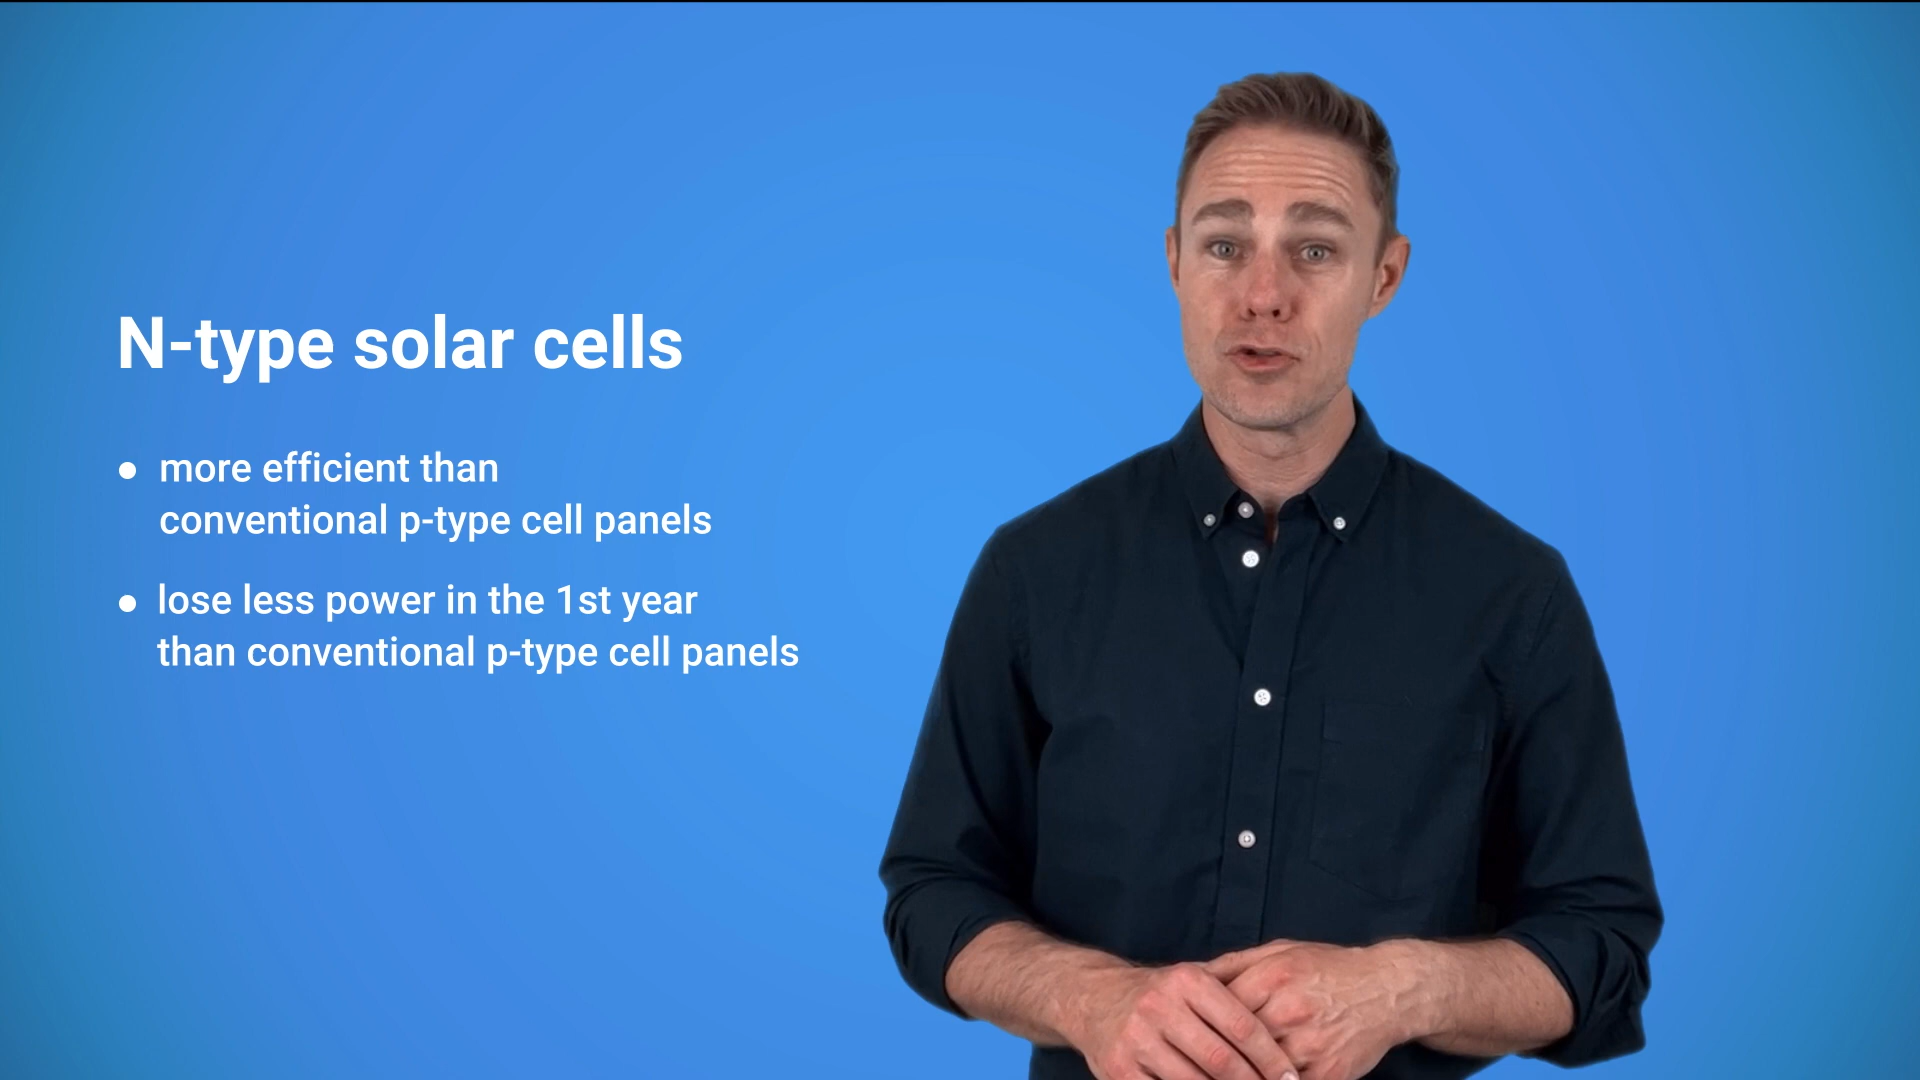 N-type solar cells
● more efficient than
conventional p-type cell panels
● lose less power in the 1st year
than conventional p-type cell panels